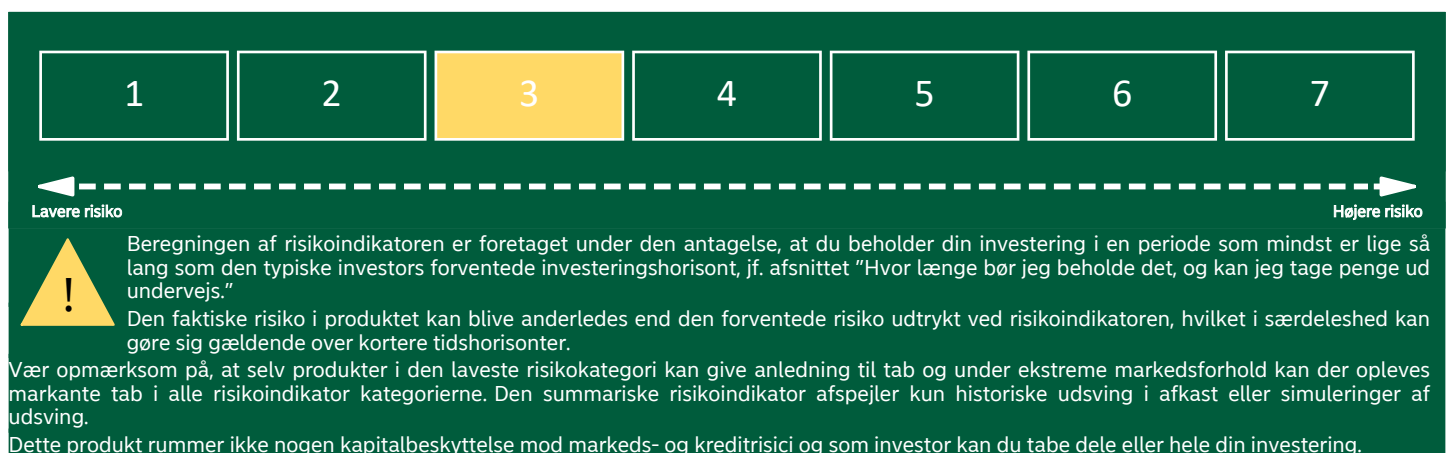 1 2 3 4 5 6 7
Lavere risiko Højere risiko
! Beregningen af risikoindikatoren er foretaget under den antagelse, at du beholder din investering i en periode som mindst er lige så
lang som den typiske investors forventede investeringshorisont, jf. afsnittet ”Hvor længe bør jeg beholde det, og kan jeg tage penge ud
undervejs.”
Den faktiske risiko i produktet kan blive anderledes end den forventede risiko udtrykt ved risikoindikatoren, hvilket i særdeleshed kan
gøre sig gældende over kortere tidshorisonter.
Vær opmærksom på, at selv produkter i den laveste risikokategori kan give anledning til tab og under ekstreme markedsforhold kan der opleves
markante tab i alle risikoindikator kategorierne. Den summariske risikoindikator afspejler kun historiske udsving i afkast eller simuleringer af
udsving.
Dette produkt rummer ikke nogen kapitalbeskyttelse mod markeds- og kreditrisici og som investor kan du tabe dele eller hele din investering.